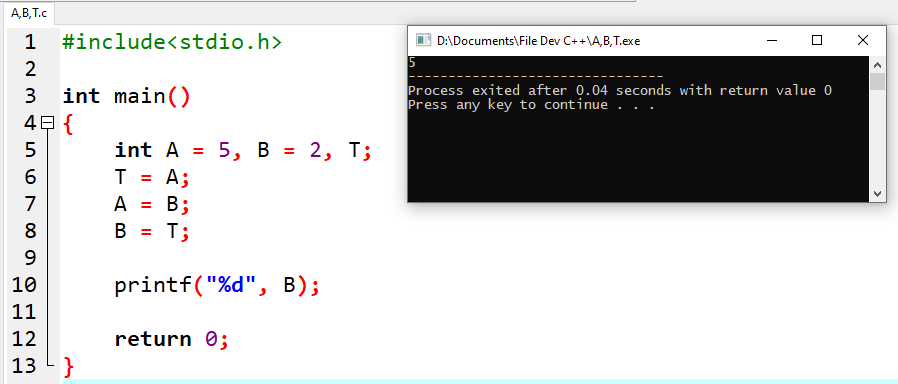 A,B,T.c
1 #include<stdio.h>
2
3 int main()
4 {
5 int A = 5, B = 2, T;
6 T = A;
7 A = B;
8 B = T;
9
10 printf("%d", B);
11
12 return 0;
13 }
D:\Documents\File Dev C++\A,B,T.exe
5
--------------------------------
Process exited after 0.04 seconds with return value 0
Press any key to continue . . .